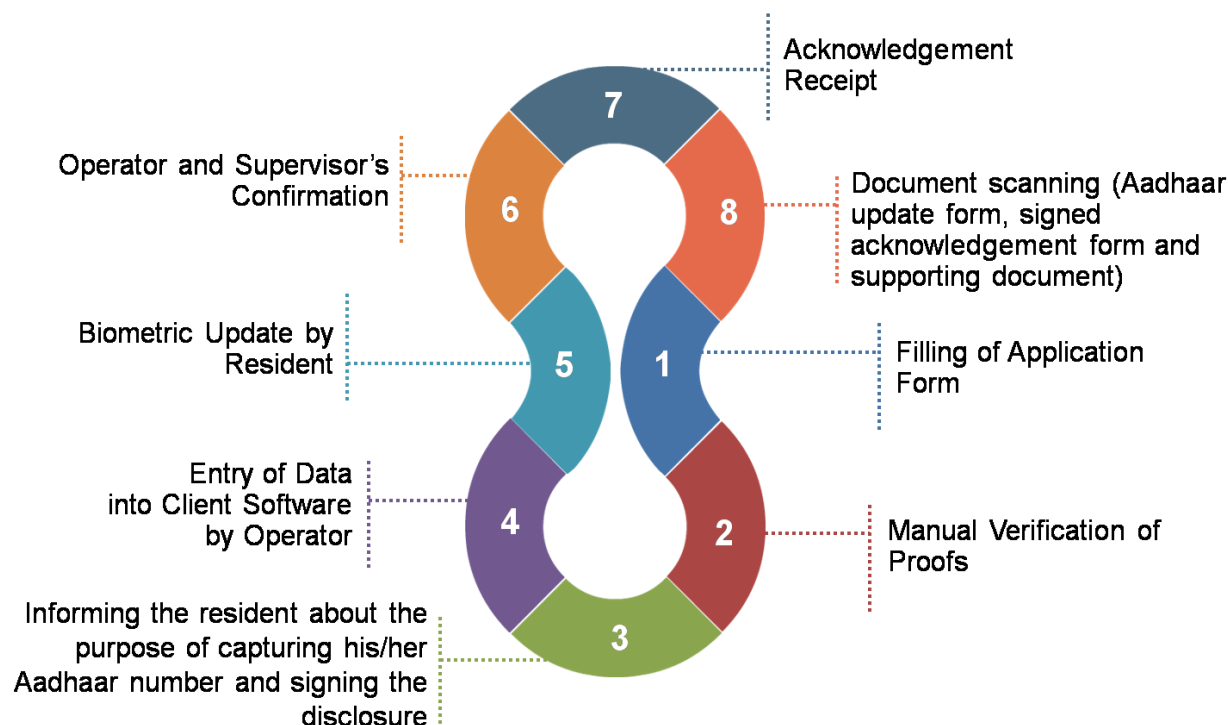 7
Acknowledgement
Receipt
6
Operator and Supervisor's
Confirmation
8
Document scanning (Aadhaar
update form, signed
acknowledgement form and
supporting document)
5
Biometric Update by
Resident
1
Filling of Application
Form
4
Entry of Data
into Client Software
by Operator
2
Manual Verification of
Proofs
3
Informing the resident about the
purpose of capturing his/her
Aadhaar number and signing the
disclosure